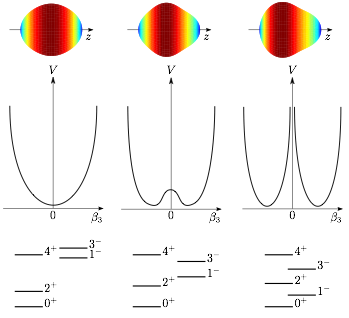 z z z
V V V
0 β₃ 0 β₃ 0 β₃
4⁺ 3⁻ 1⁻ 4⁺ 3⁻ 4⁺ 3⁻
2⁺ 2⁺ 1⁻ 2⁺ 1⁻
0⁺ 0⁺ 0⁺